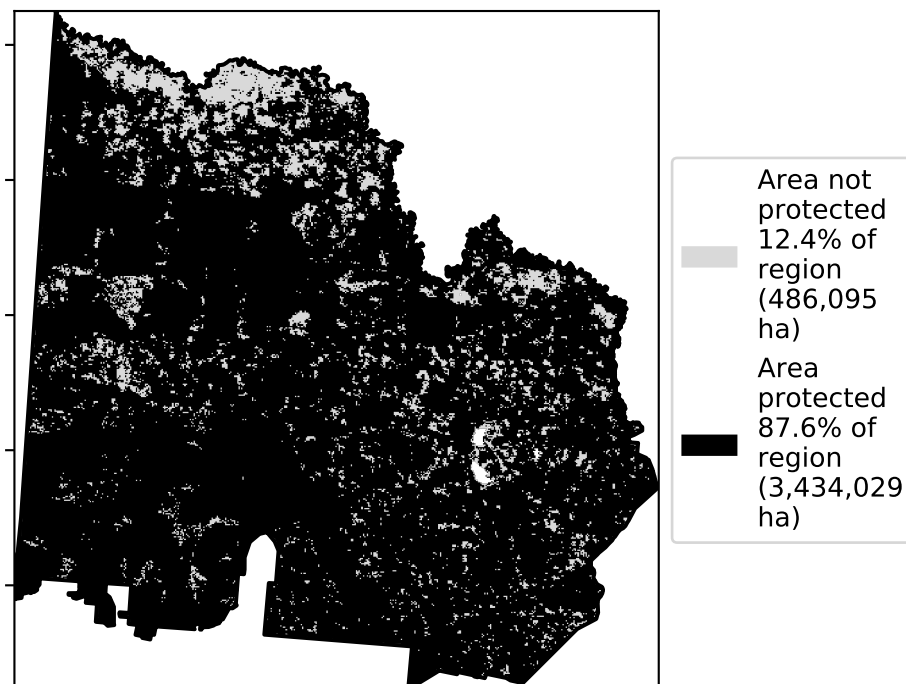 Area not
protected
12.4% of
region
(486,095
ha)
Area
protected
87.6% of
region
(3,434,029
ha)